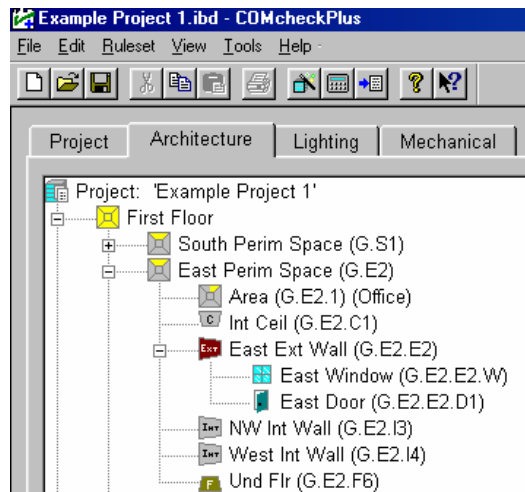 Example Project 1.ibd - COMcheckPlus
File Edit Ruleset View Tools Help
Project Architecture Lighting Mechanical
Project: 'Example Project 1'
First Floor
South Perim Space (G.S1)
East Perim Space (G.E2)
Area (G.E2.1) (Office)
C Int Ceil (G.E2.C1)
EXT East Ext Wall (G.E2.E2)
East Window (G.E2.E2.W)
East Door (G.E2.E2.D1)
INT NW Int Wall (G.E2.I3)
INT West Int Wall (G.E2.I4)
F Und Flr (G.E2.F6)